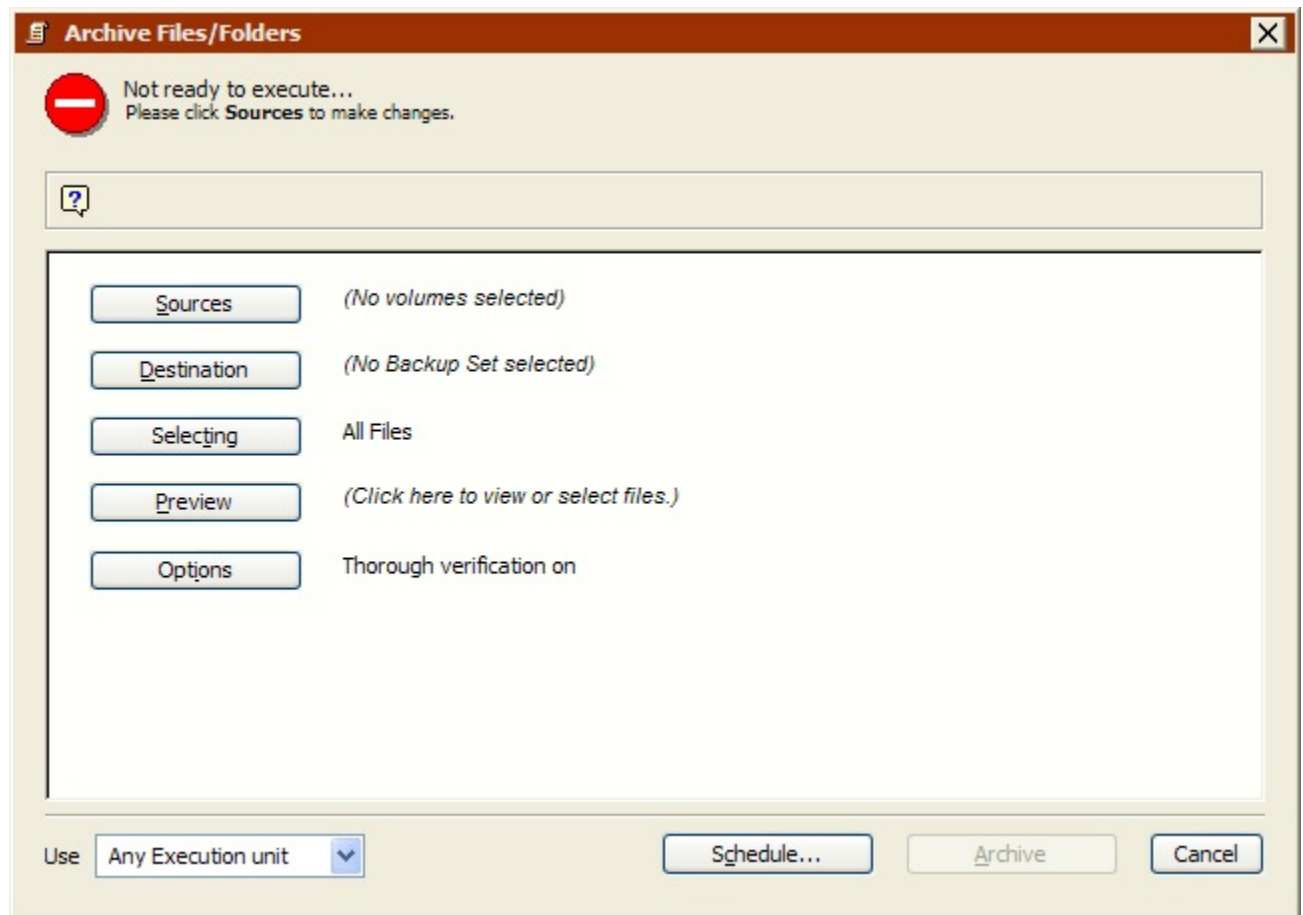 Archive Files/Folders
Not ready to execute...
Please click Sources to make changes.
?
Sources (No volumes selected)
Destination (No Backup Set selected)
Selecting All Files
Preview (Click here to view or select files.)
Options Thorough verification on
Use Any Execution unit Schedule... Archive Cancel